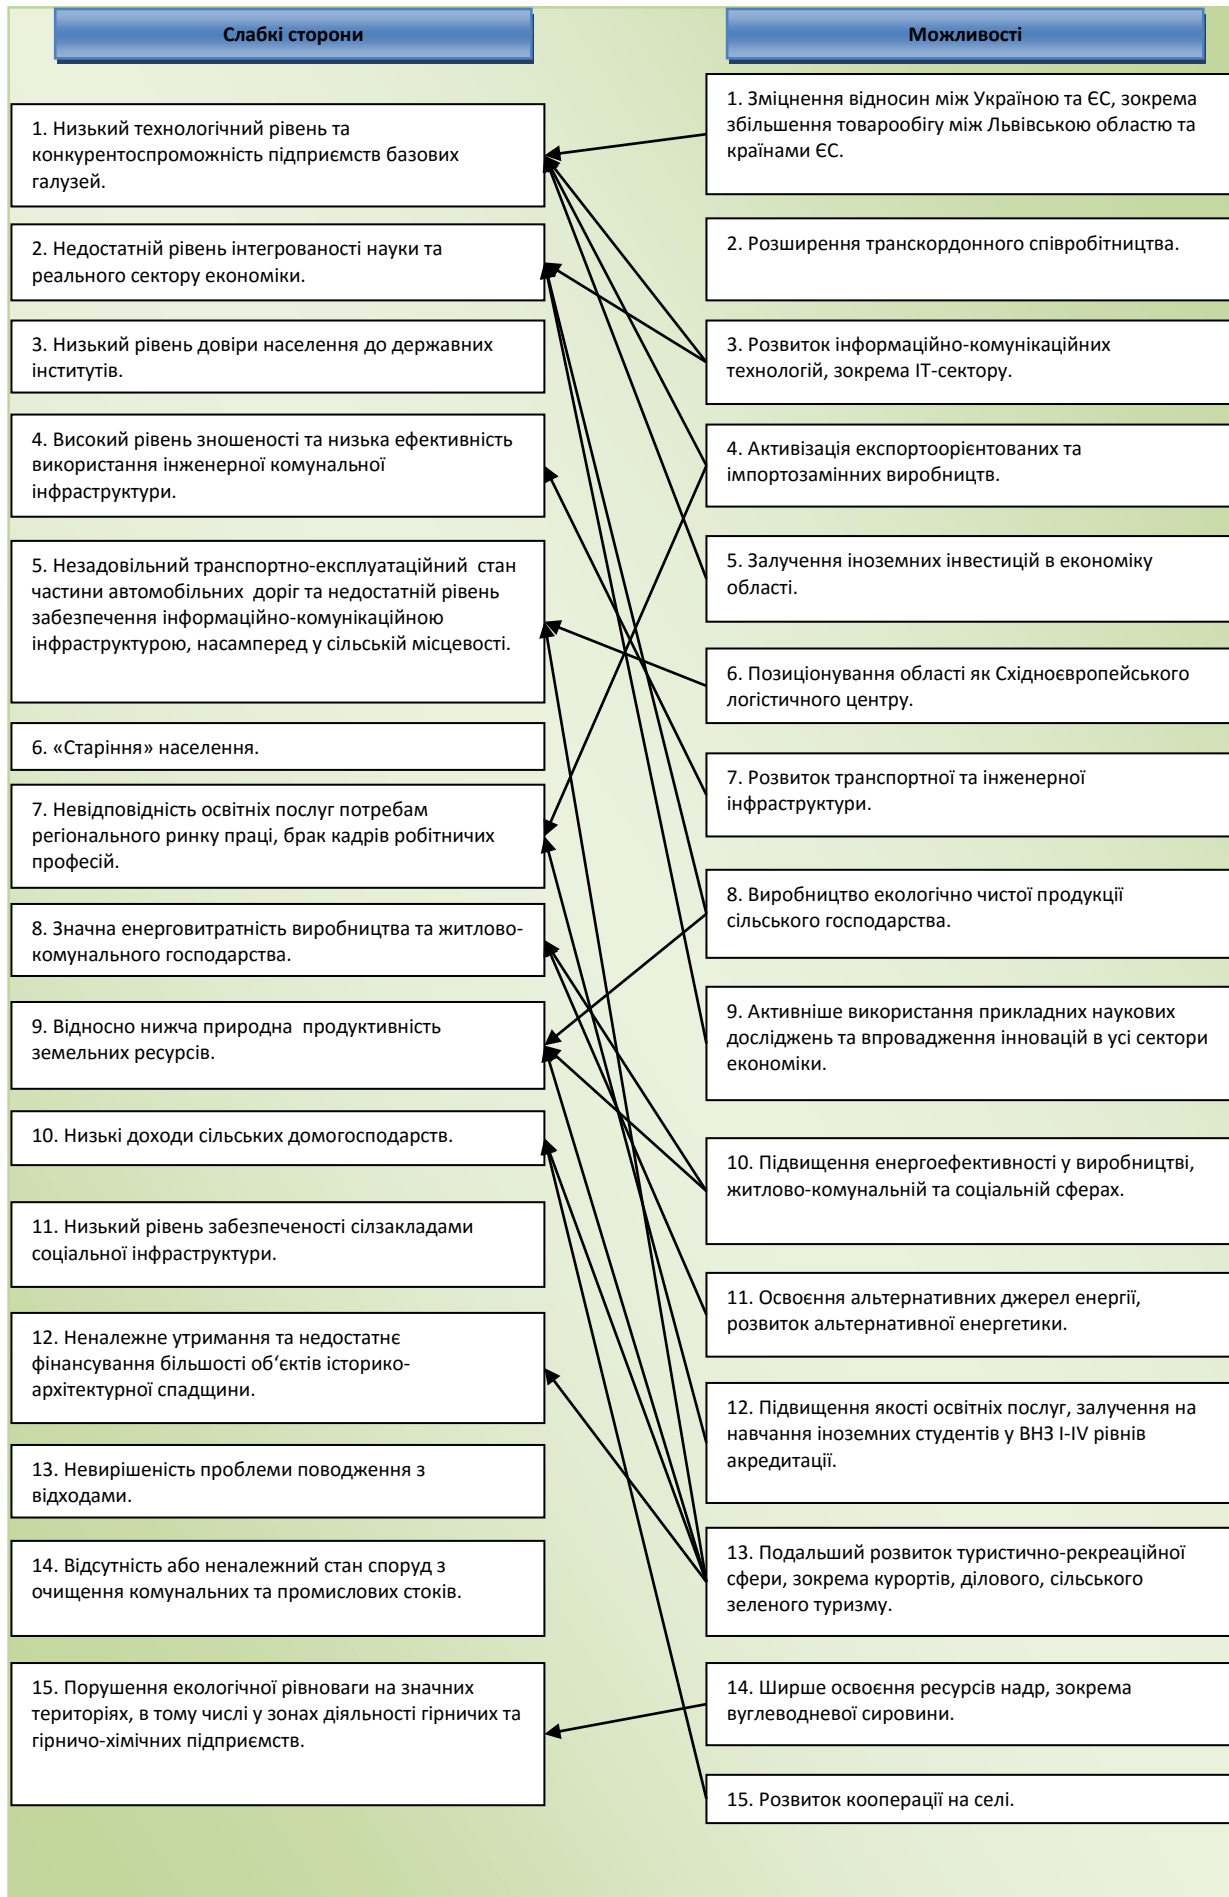 Слабкі сторони
1. Низький технологічний рівень та
конкурентоспроможність підприємств базових
галузей.
2. Недостатній рівень інтегрованості науки та
реального сектору економіки.
3. Низький рівень довіри населення до державних
інститутів.
4. Високий рівень зношеності та низька ефективність
використання інженерної комунальної
інфраструктури.
5. Незадовільний транспортно-експлуатаційний стан
частини автомобільних доріг та недостатній рівень
забезпечення інформаційно-комунікаційною
інфраструктурою, насамперед у сільській місцевості.
6. «Старіння» населення.
7. Невідповідність освітніх послуг потребам
регіонального ринку праці, брак кадрів робітничих
професій.
8. Значна енерговитратність виробництва та житлово-
комунального господарства.
9. Відносно нижча природна продуктивність
земельних ресурсів.
10. Низькі доходи сільських домогосподарств.
11. Низький рівень забезпеченості сілзакладами
соціальної інфраструктури.
12. Неналежне утримання та недостатнє
фінансування більшості об‘єктів історико-
архітектурної спадщини.
13. Невирішеність проблеми поводження з
відходами.
14. Відсутність або неналежний стан споруд з
очищення комунальних та промислових стоків.
15. Порушення екологічної рівноваги на значних
територіях, в тому числі у зонах діяльності гірничих та
гірничо-хімічних підприємств.
Можливості
1. Зміцнення відносин між Україною та ЄС, зокрема
збільшення товарообігу між Львівською областю та
країнами ЄС.
2. Розширення транскордонного співробітництва.
3. Розвиток інформаційно-комунікаційних
технологій, зокрема ІТ-сектору.
4. Активізація експортоорієнтованих та
імпортозамінних виробництв.
5. Залучення іноземних інвестицій в економіку
області.
6. Позиціонування області як Східноєвропейського
логістичного центру.
7. Розвиток транспортної та інженерної
інфраструктури.
8. Виробництво екологічно чистої продукції
сільського господарства.
9. Активніше використання прикладних наукових
досліджень та впровадження інновацій в усі сектори
економіки.
10. Підвищення енергоефективності у виробництві,
житлово-комунальній та соціальній сферах.
11. Освоєння альтернативних джерел енергії,
розвиток альтернативної енергетики.
12. Підвищення якості освітніх послуг, залучення на
навчання іноземних студентів у ВНЗ І-ІV рівнів
акредитації.
13. Подальший розвиток туристично-рекреаційної
сфери, зокрема курортів, ділового, сільського
зеленого туризму.
14. Ширше освоєння ресурсів надр, зокрема
вуглеводневої сировини.
15. Розвиток кооперації на селі.